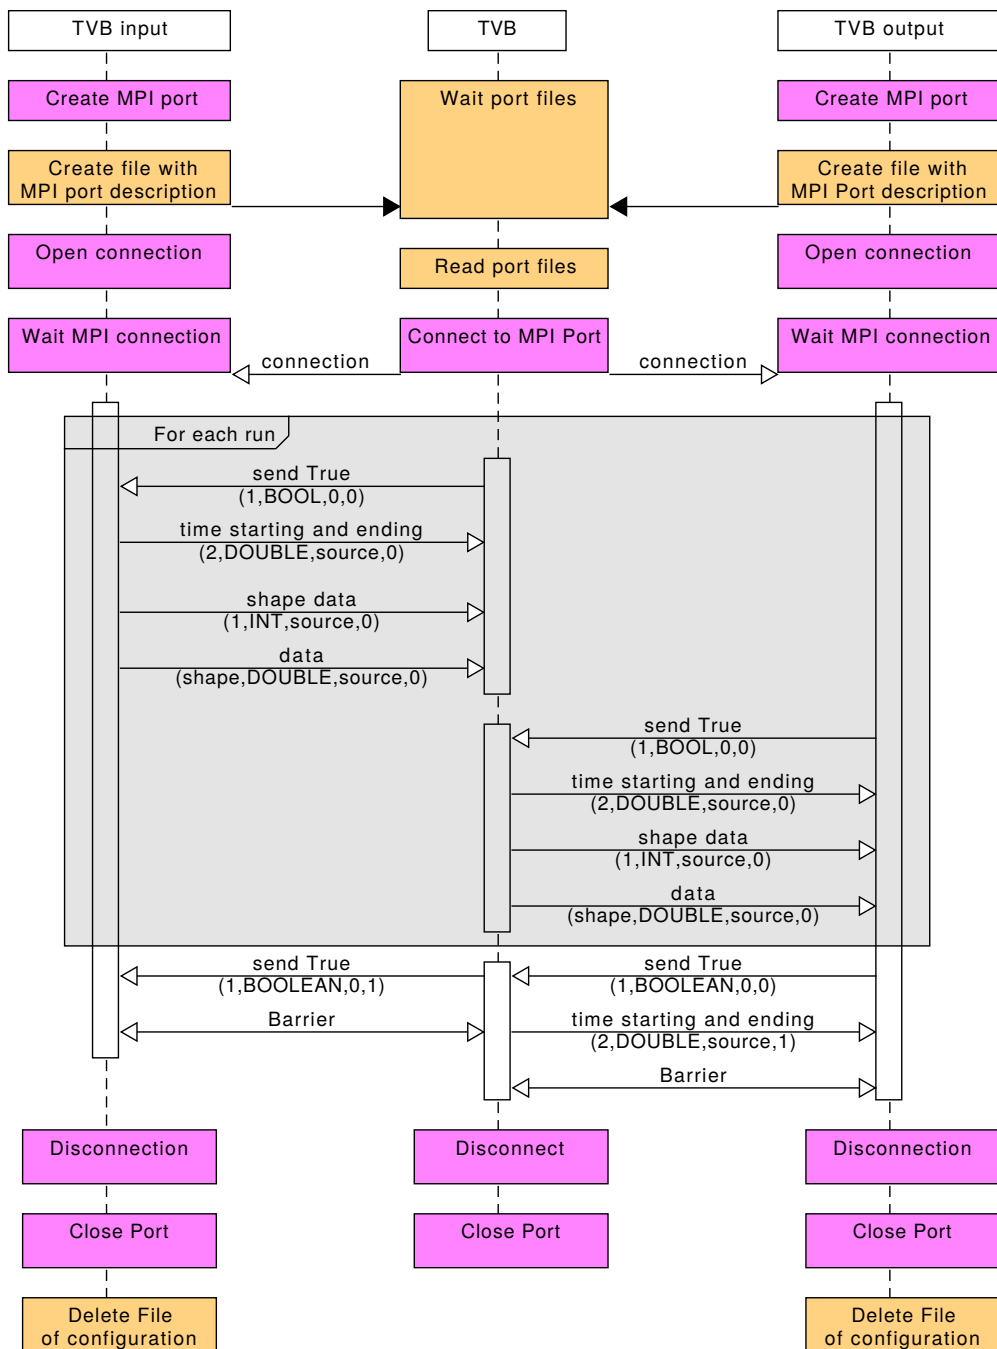 TVB input
TVB
TVB output
Create MPI port
Wait port files
Create MPI port
Create file with
MPI port description
Create file with
MPI Port description
Open connection
Read port files
Open connection
Wait MPI connection
Connect to MPI Port
Wait MPI connection
connection
connection
For each run
send True
(1,BOOL,0,0)
time starting and ending
(2,DOUBLE,source,0)
shape data
(1,INT,source,0)
data
(shape,DOUBLE,source,0)
send True
(1,BOOL,0,0)
time starting and ending
(2,DOUBLE,source,0)
shape data
(1,INT,source,0)
data
(shape,DOUBLE,source,0)
send True
(1,BOOLEAN,0,1)
send True
(1,BOOLEAN,0,0)
Barrier
time starting and ending
(2,DOUBLE,source,1)
Barrier
Disconnection
Disconnect
Disconnection
Close Port
Close Port
Close Port
Delete File
of configuration
Delete File
of configuration